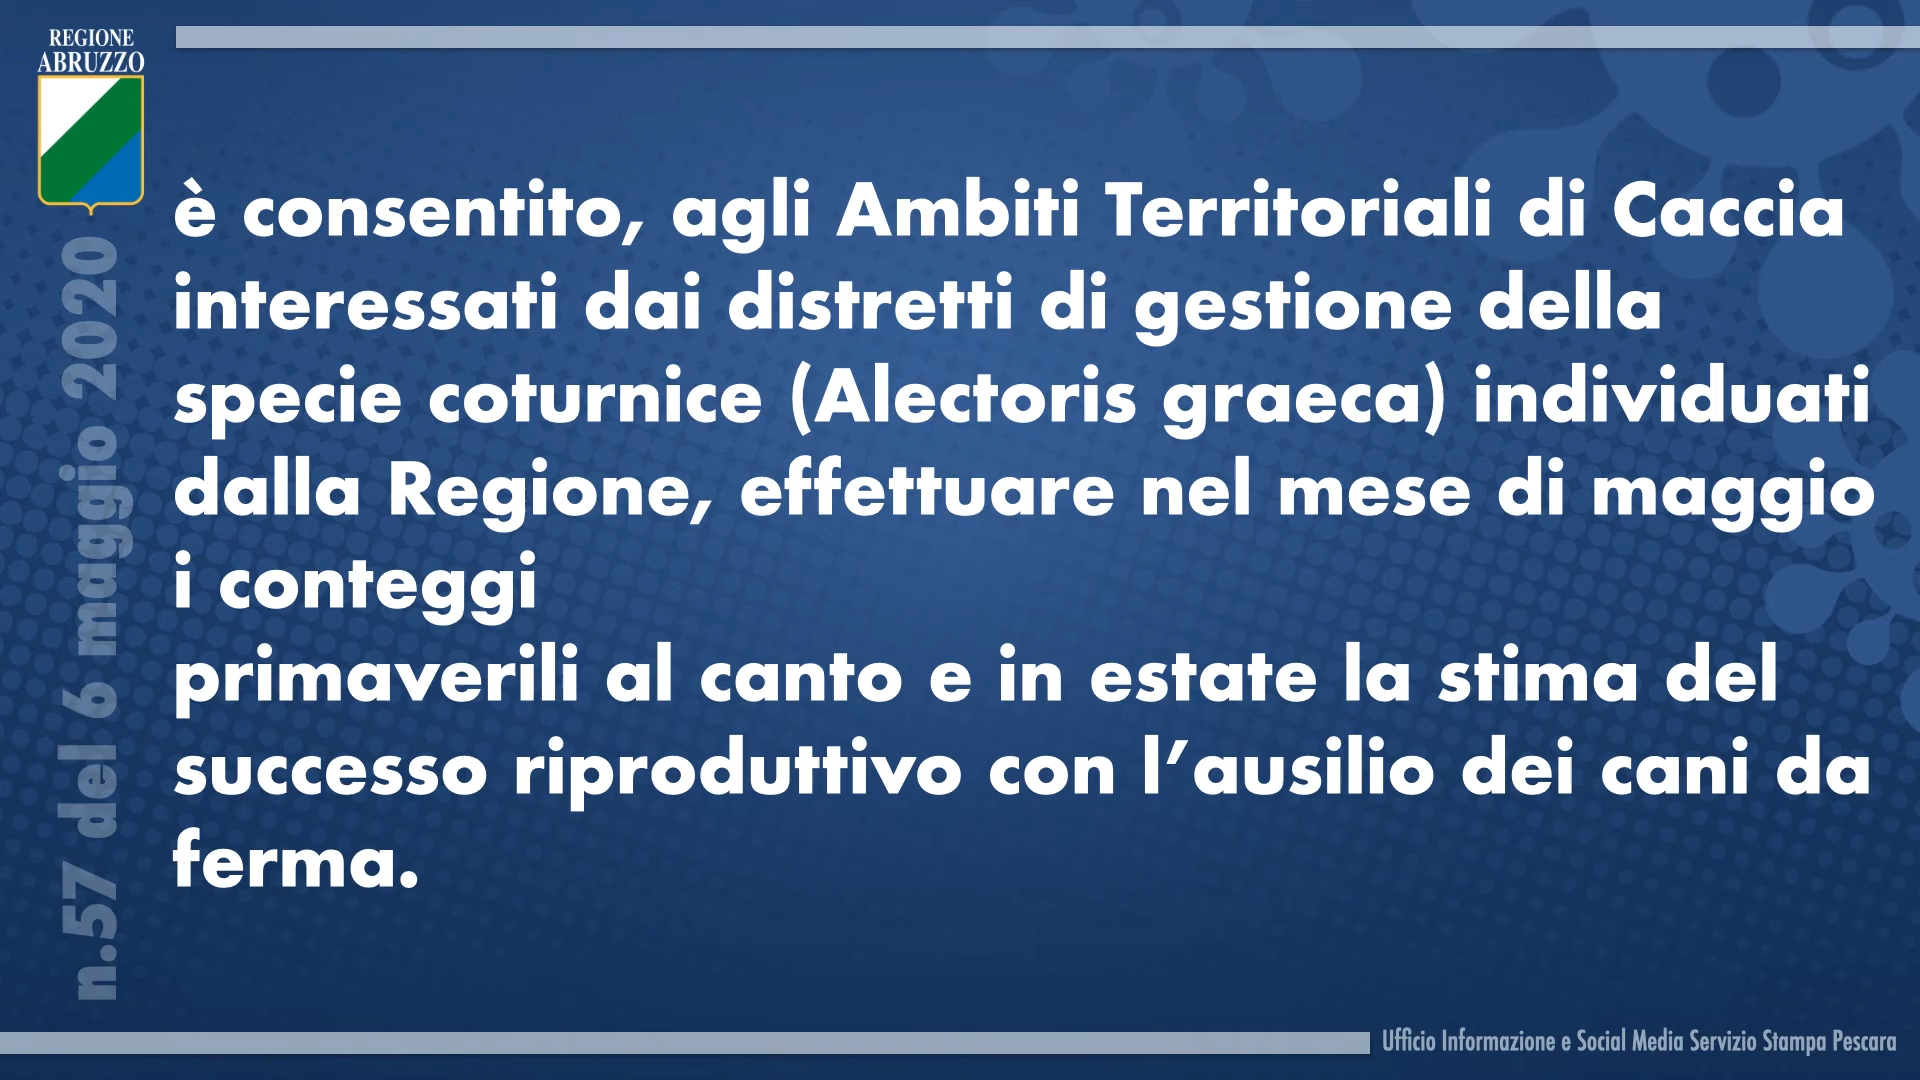 REGIONE
ABRUZZO
n.57 del 6 maggio 2020
è consentito, agli Ambiti Territoriali di Caccia
interessati dai distretti di gestione della
specie coturnice (Alectoris graeca) individuati
dalla Regione, effettuare nel mese di maggio
i conteggi
primaverili al canto e in estate la stima del
successo riproduttivo con l’ausilio dei cani da
ferma.
Ufficio Informazione e Social Media Servizio Stampa Pescara